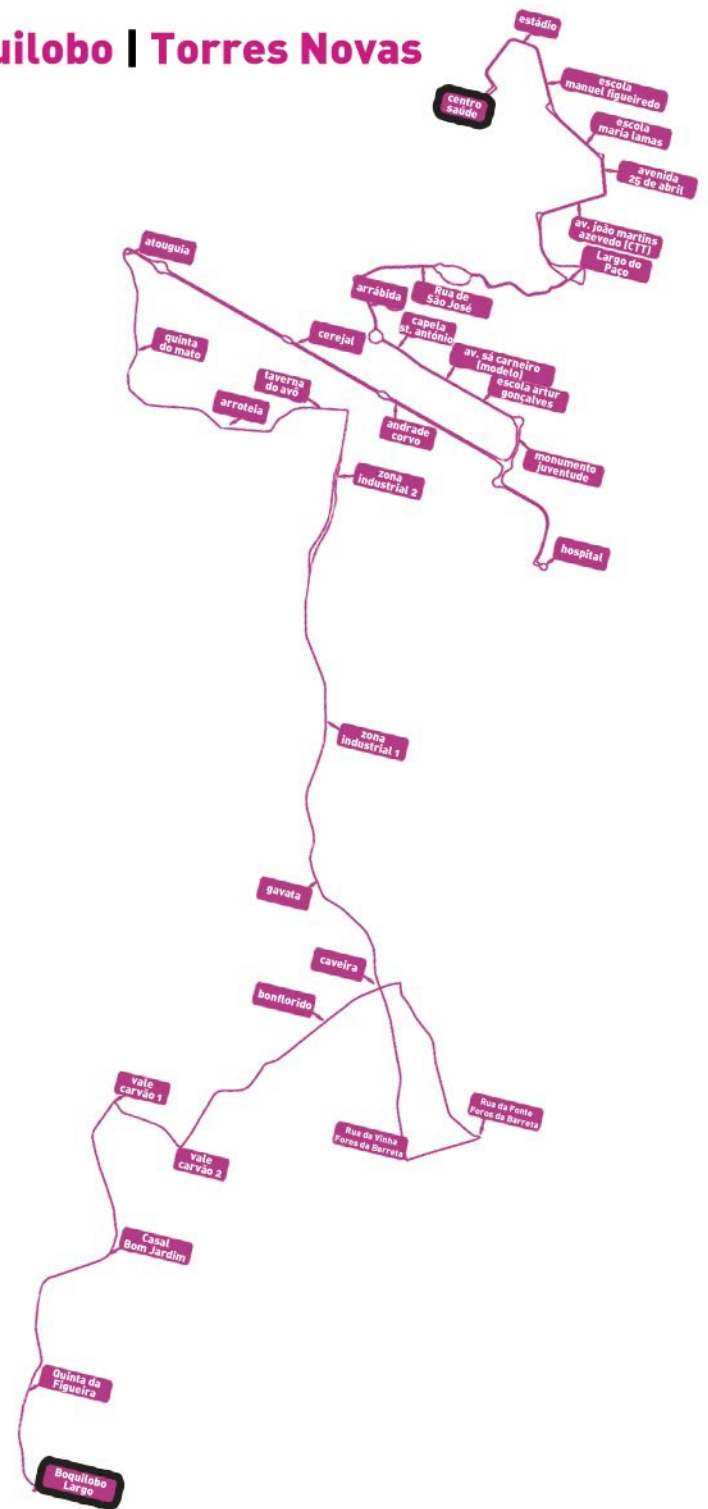 uilobo | Torres Novas
estádio
centro
saúde
escola
manuel figueiredo
escola
maria lamas
avenida
25 de abril
av. joão martins
azevedo (CTT)
Largo do
Paço
atouguia
arrábida
Rua de
São José
capela
st. antónio
cerejal
quinta
do mato
av. sá carneiro
(modelo)
taverna
do avô
escola artur
gonçalves
arroteia
andrade
corvo
monumento
juventude
zona
industrial 2
hospital
zona
industrial 1
gavata
caveira
bonflorido
vale
carvão 1
Rua da Fonte
Foros da Barreta
Rua da Vinha
Foros da Barreta
vale
carvão 2
Casal
Bom Jardim
Quinta da
Figueira
Boquilobo
Largo